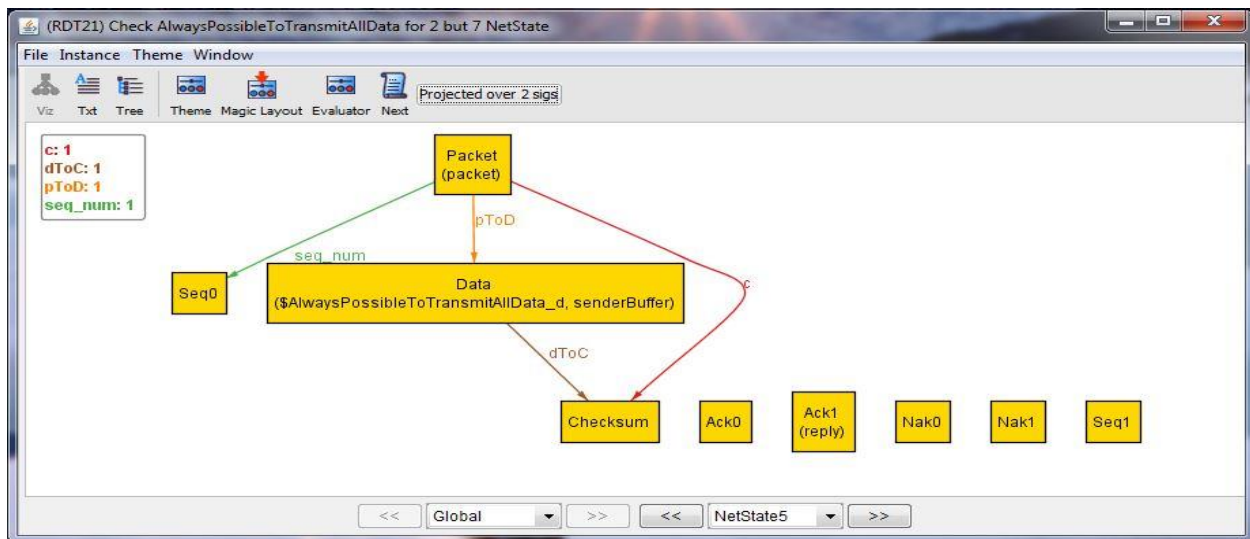 (RDT21) Check AlwaysPossibleToTransmitAllData for 2 but 7 NetState
File Instance Theme Window
Viz Txt Tree Theme Magic Layout Evaluator Next Projected over 2 sigs
c: 1
dToC: 1
pToD: 1
seq_num: 1
Packet
(packet)
pToD
seq_num
c
Seq0
Data
($AlwaysPossibleToTransmitAllData_d, senderBuffer)
dToC
Checksum
Ack0
Ack1
(reply)
Nak0
Nak1
Seq1
<< Global >> << NetState5 >>